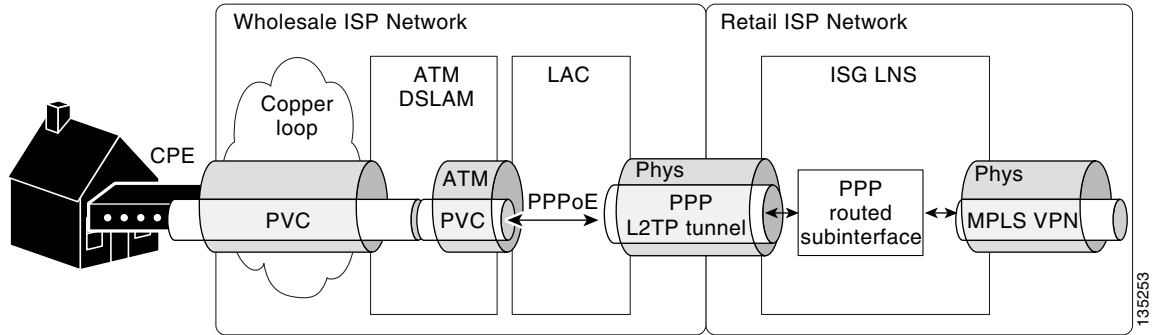 Wholesale ISP Network
Retail ISP Network
ATM
DSLAM
LAC
ISG LNS
Copper
loop
CPE
PVC
ATM
PVC
PPPoE
Phys
PPP
L2TP tunnel
PPP
routed
subinterface
Phys
MPLS VPN
135253